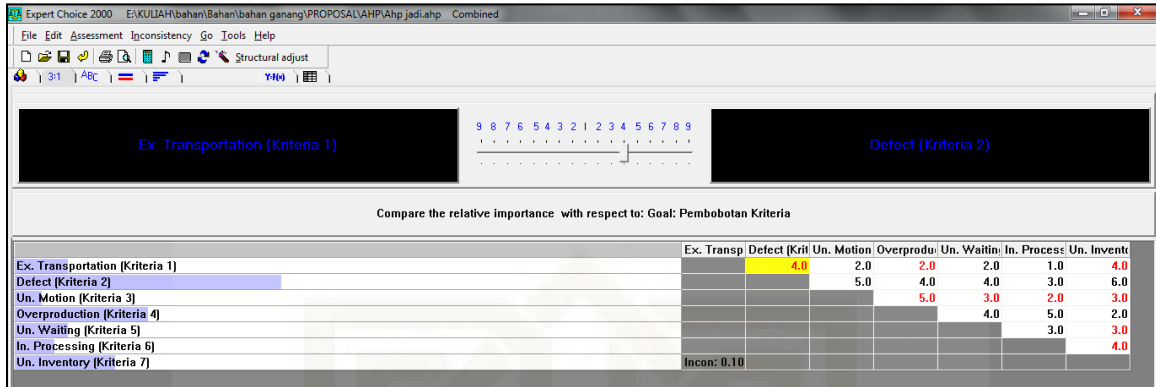 Expert Choice 2000 E:\KULIAH\bahan\Bahan\bahan ganang\PROPOSAL\AHP\Ahp jadi.ahp Combined
File Edit Assessment Inconsistency Go Tools Help
Structural adjust
3:1 ABC Y=f(x)
Ex. Transportation (Kriteria 1)
9 8 7 6 5 4 3 2 1 2 3 4 5 6 7 8 9
Defect (Kriteria 2)
Compare the relative importance with respect to: Goal: Pembobotan Kriteria
Ex. Transp Defect (Krit Un. Motion Overprodu Un. Waitin In. Process Un. Invent
Ex. Transportation (Kriteria 1) 4.0 2.0 2.0 2.0 1.0 4.0
Defect (Kriteria 2) 5.0 4.0 4.0 3.0 6.0
Un. Motion (Kriteria 3) 5.0 3.0 2.0 3.0
Overproduction (Kriteria 4) 4.0 5.0 2.0
Un. Waiting (Kriteria 5) 3.0 3.0
In. Processing (Kriteria 6) 4.0
Un. Inventory (Kriteria 7) Incon: 0.10